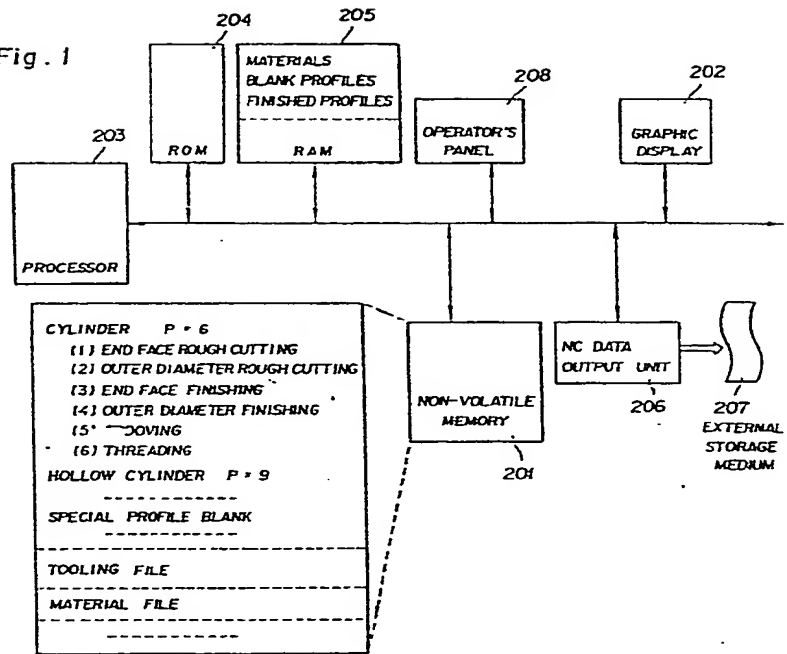 Fig. 1
204
205
203
208
202
ROM
MATERIALS
BLANK PROFILES
FINISHED PROFILES
RAM
OPERATOR'S
PANEL
GRAPHIC
DISPLAY
PROCESSOR
CYLINDER P = 6
(1) END FACE ROUGH CUTTING
(2) OUTER DIAMETER ROUGH CUTTING
(3) END FACE FINISHING
(4) OUTER DIAMETER FINISHING
(5)
(6) THREADING
HOLLOW CYLINDER P = 9
SPECIAL PROFILE BLANK
TOOLING FILE
MATERIAL FILE
NON-VOLATILE
MEMORY
201
NC DATA
OUTPUT UNIT
206
207
EXTERNAL
STORAGE
MEDIUM